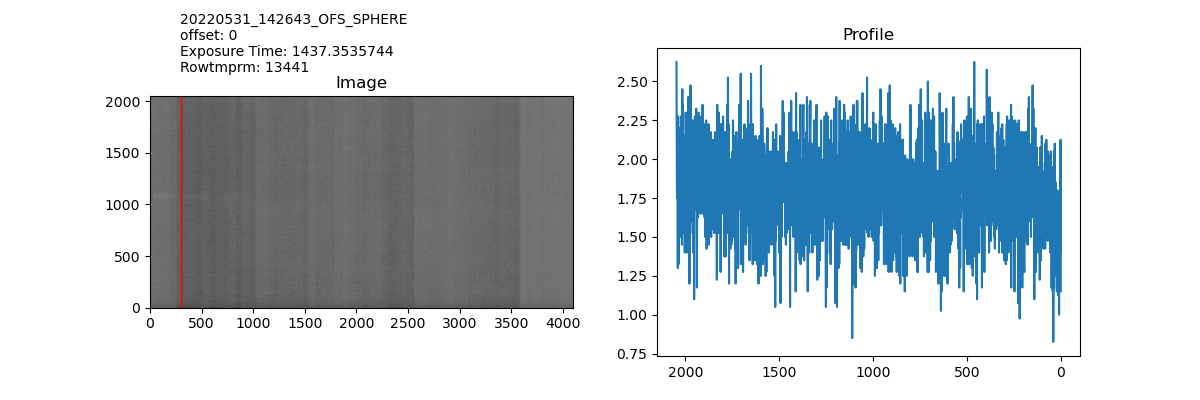 20220531_142643_OFS_SPHERE
offset: 0
Exposure Time: 1437.3535744
Rowtmprm: 13441
Image
2000
1500
1000
500
0
0 500 1000 1500 2000 2500 3000 3500 4000
Profile
2.50
2.25
2.00
1.75
1.50
1.25
1.00
0.75
2000 1500 1000 500 0